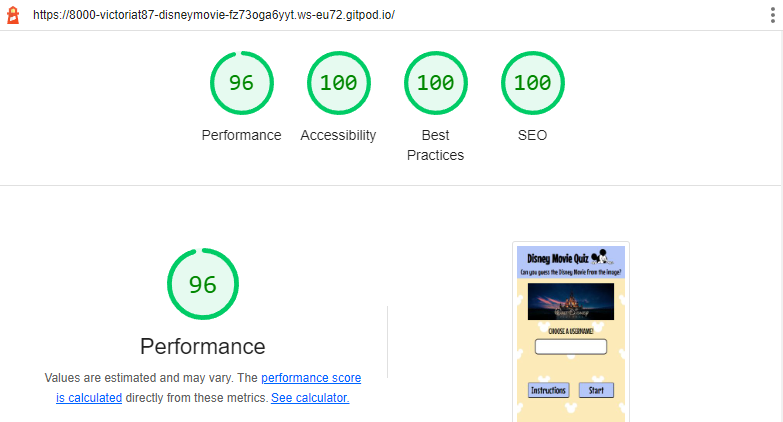 https://8000-victoriat87-disneymovie-fz73oga6yyt.ws-eu72.gitpod.io/
96 100 100 100
Performance Accessibility Best Practices SEO
96
Performance
Values are estimated and may vary. The performance score
is calculated directly from these metrics. See calculator.
Disney Movie Quiz
Can you guess the Disney Movie from the image?
WALT DISNEY
CHOOSE A USERNAME!
Instructions Start